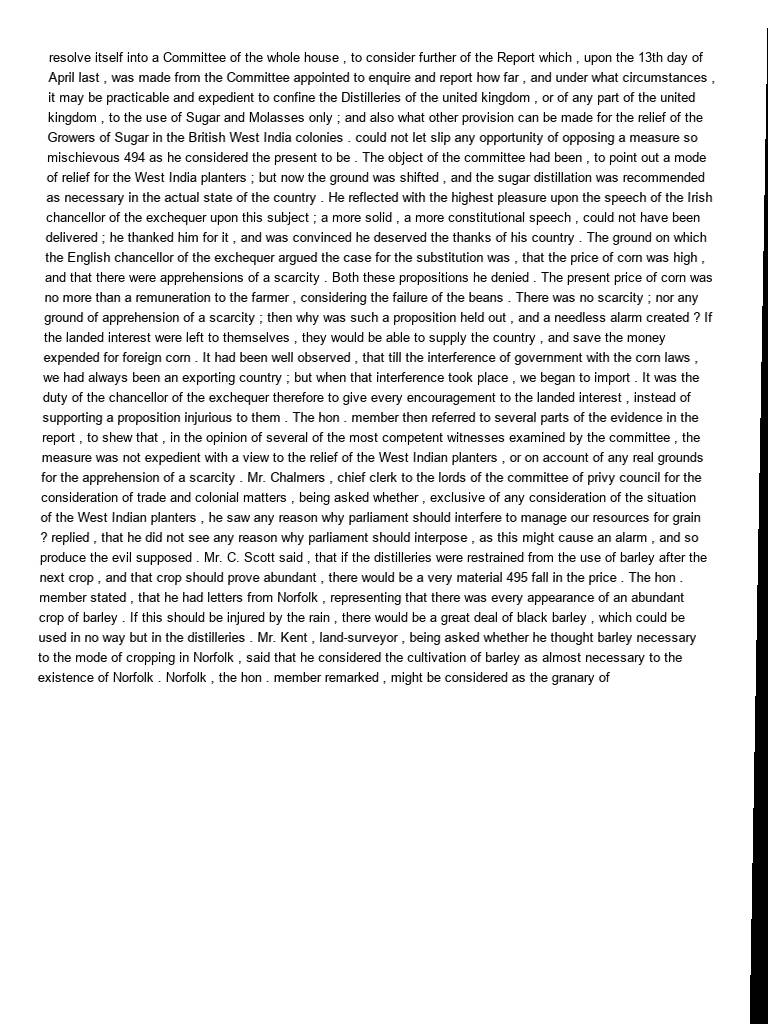 resolve itself into a Committee of the whole house , to consider further of the Report which , upon the 13th day of
April last , was made from the Committee appointed to enquire and report how far , and under what circumstances ,
it may be practicable and expedient to confine the Distilleries of the united kingdom , or of any part of the united
kingdom , to the use of Sugar and Molasses only ; and also what other provision can be made for the relief of the
Growers of Sugar in the British West India colonies . could not let slip any opportunity of opposing a measure so
mischievous 494 as he considered the present to be . The object of the committee had been , to point out a mode
of relief for the West India planters ; but now the ground was shifted , and the sugar distillation was recommended
as necessary in the actual state of the country . He reflected with the highest pleasure upon the speech of the Irish
chancellor of the exchequer upon this subject ; a more solid , a more constitutional speech , could not have been
delivered ; he thanked him for it , and was convinced he deserved the thanks of his country . The ground on which
the English chancellor of the exchequer argued the case for the substitution was , that the price of corn was high ,
and that there were apprehensions of a scarcity . Both these propositions he denied . The present price of corn was
no more than a remuneration to the farmer , considering the failure of the beans . There was no scarcity ; nor any
ground of apprehension of a scarcity ; then why was such a proposition held out , and a needless alarm created ? If
the landed interest were left to themselves , they would be able to supply the country , and save the money
expended for foreign corn . It had been well observed , that till the interference of government with the corn laws ,
we had always been an exporting country ; but when that interference took place , we began to import . It was the
duty of the chancellor of the exchequer therefore to give every encouragement to the landed interest , instead of
supporting a proposition injurious to them . The hon . member then referred to several parts of the evidence in the
report , to shew that , in the opinion of several of the most competent witnesses examined by the committee , the
measure was not expedient with a view to the relief of the West Indian planters , or on account of any real grounds
for the apprehension of a scarcity . Mr. Chalmers , chief clerk to the lords of the committee of privy council for the
consideration of trade and colonial matters , being asked whether , exclusive of any consideration of the situation
of the West Indian planters , he saw any reason why parliament should interfere to manage our resources for grain
? replied , that he did not see any reason why parliament should interpose , as this might cause an alarm , and so
produce the evil supposed . Mr. C. Scott said , that if the distilleries were restrained from the use of barley after the
next crop , and that crop should prove abundant , there would be a very material 495 fall in the price . The hon .
member stated , that he had letters from Norfolk , representing that there was every appearance of an abundant
crop of barley . If this should be injured by the rain , there would be a great deal of black barley , which could be
used in no way but in the distilleries . Mr. Kent , land-surveyor , being asked whether he thought barley necessary
to the mode of cropping in Norfolk , said that he considered the cultivation of barley as almost necessary to the
existence of Norfolk . Norfolk , the hon . member remarked , might be considered as the granary of